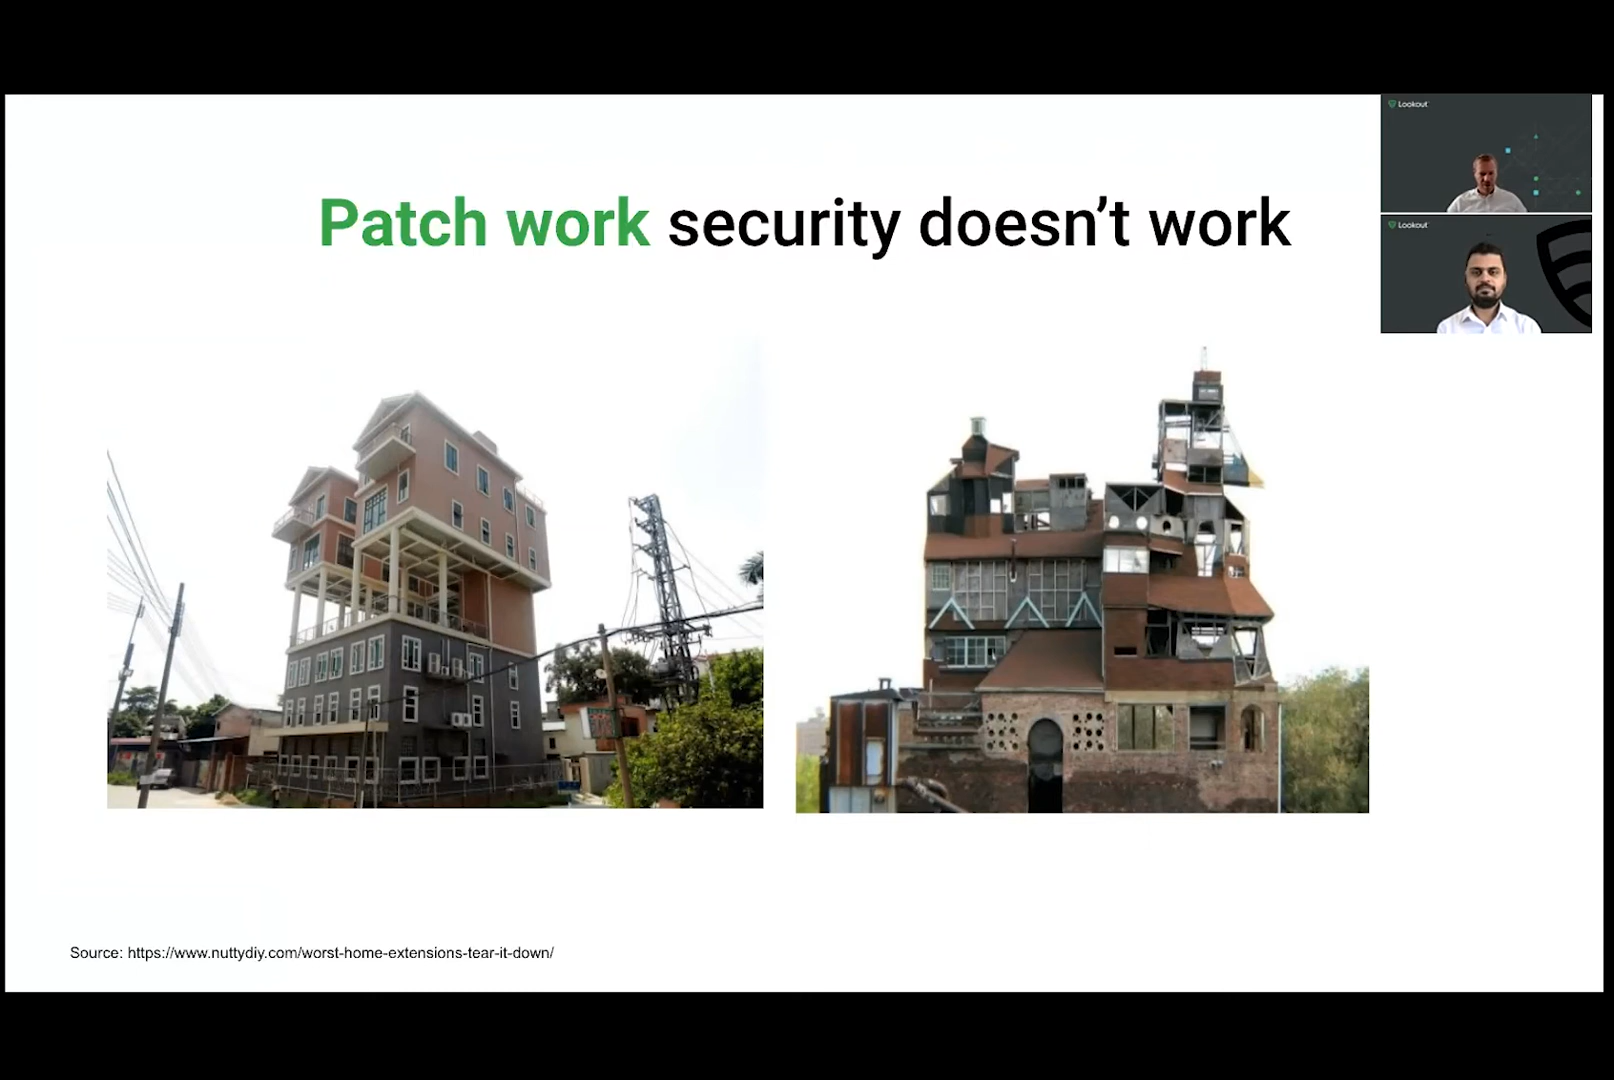 Lookout
Patch work security doesn’t work
Lookout
Source: https://www.nuttydiy.com/worst-home-extensions-tear-it-down/